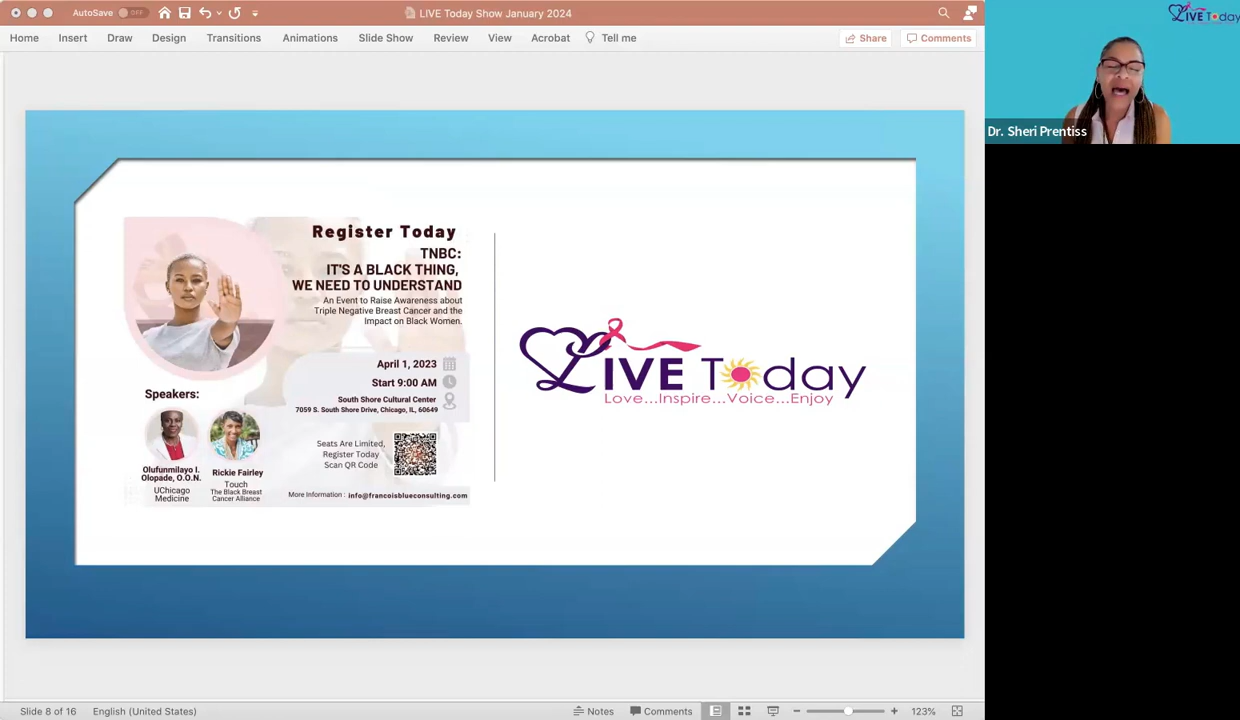 AutoSave
OFF
LIVE Today Show January 2024
Home
Insert
Draw
Design
Transitions
Animations
Slide Show
Review
View
Acrobat
Tell me
Share
Comments
LIVE Today
Dr. Sheri Prentiss
Register Today
TNBC:
IT'S A BLACK THING,
WE NEED TO UNDERSTAND
An Event to Raise Awareness about
Triple Negative Breast Cancer and the
Impact on Black Women.
April 1, 2023
Start 9:00 AM
South Shore Cultural Center
7059 S. South Shore Drive, Chicago, IL, 60649
Speakers:
Olufunmilayo I.
Olopade, O.O.N.
UChicago
Medicine
Rickie Fairley
Touch
The Black Breast
Cancer Alliance
Seats Are Limited,
Register Today
Scan QR Code
More Information : info@francoisblueconsulting.com
LIVE Today
Love...Inspire...Voice...Enjoy
Slide 8 of 16
English (United States)
Notes
Comments
123%